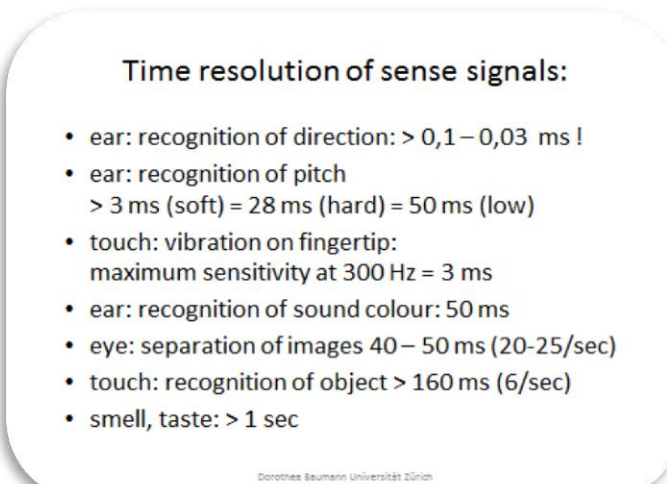 Time resolution of sense signals:
• ear: recognition of direction: > 0,1 – 0,03 ms !
• ear: recognition of pitch
> 3 ms (soft) = 28 ms (hard) = 50 ms (low)
• touch: vibration on fingertip:
maximum sensitivity at 300 Hz = 3 ms
• ear: recognition of sound colour: 50 ms
• eye: separation of images 40 – 50 ms (20-25/sec)
• touch: recognition of object > 160 ms (6/sec)
• smell, taste: > 1 sec
Dorothea Baumann Universität Zürich